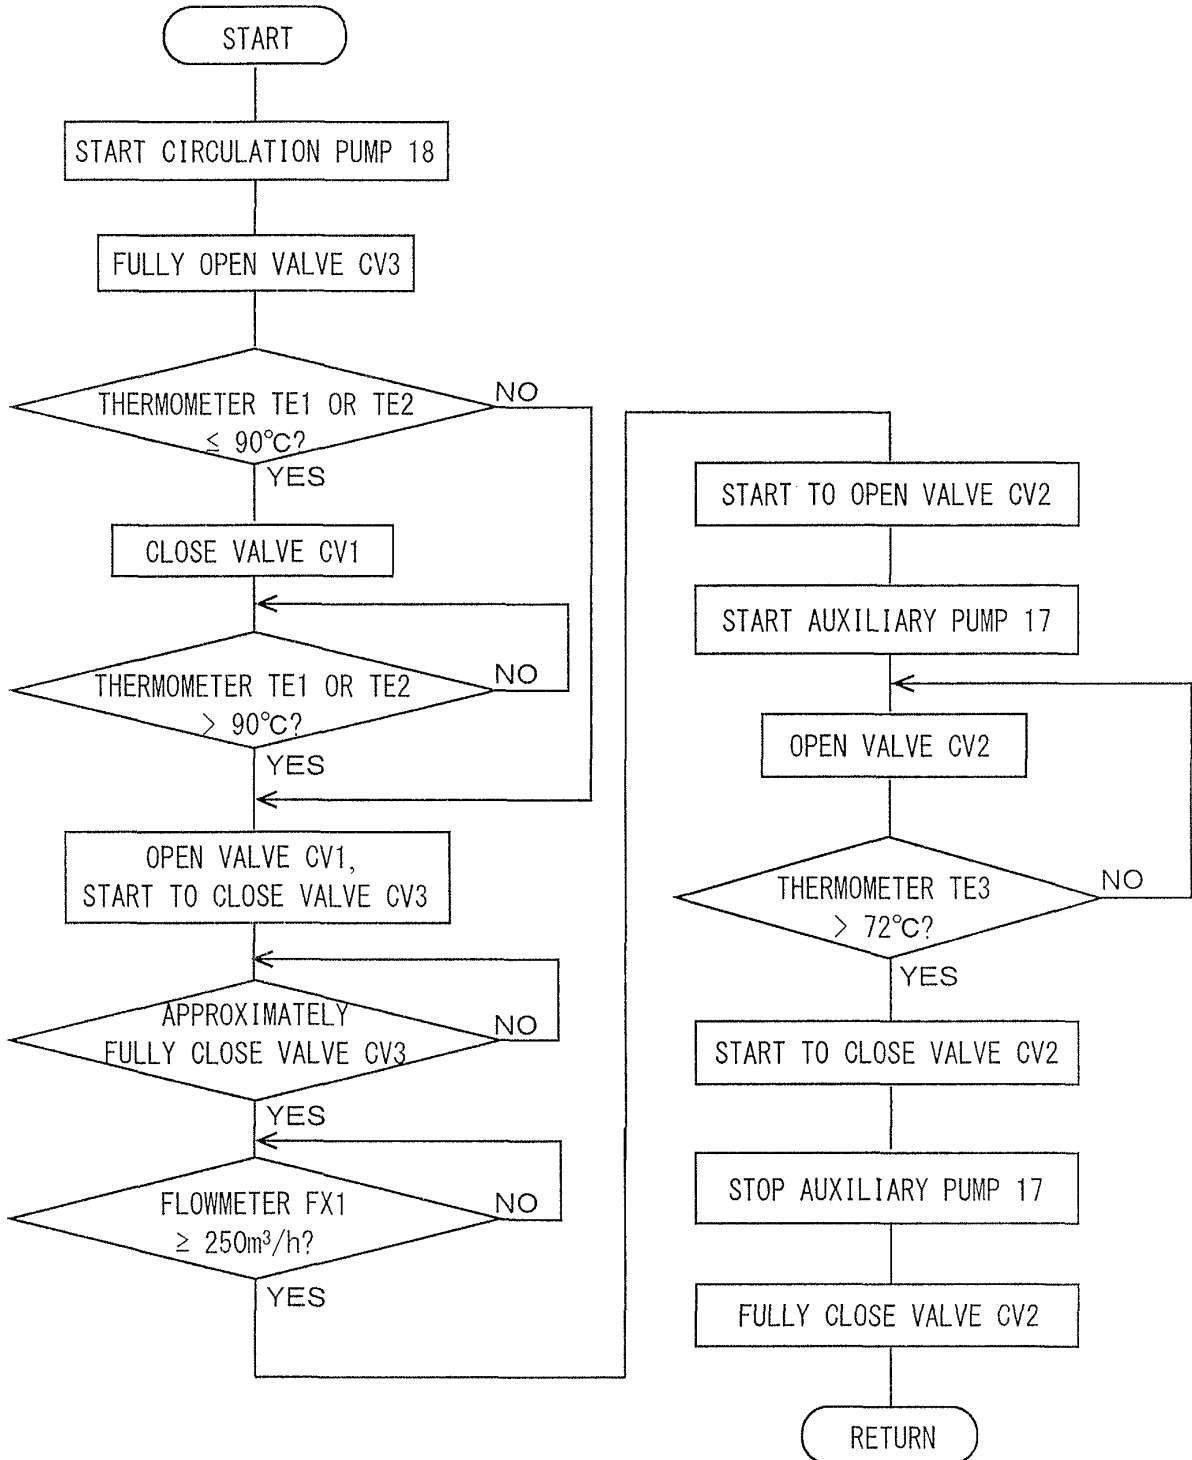 START
START CIRCULATION PUMP 18
FULLY OPEN VALVE CV3
THERMOMETER TE1 OR TE2
≦ 90℃?
NO
YES
CLOSE VALVE CV1
THERMOMETER TE1 OR TE2
> 90℃?
NO
YES
OPEN VALVE CV1,
START TO CLOSE VALVE CV3
APPROXIMATELY
FULLY CLOSE VALVE CV3
NO
YES
FLOWMETER FX1
≥ 250m³/h?
NO
YES
START TO OPEN VALVE CV2
START AUXILIARY PUMP 17
OPEN VALVE CV2
THERMOMETER TE3
> 72℃?
NO
YES
START TO CLOSE VALVE CV2
STOP AUXILIARY PUMP 17
FULLY CLOSE VALVE CV2
RETURN